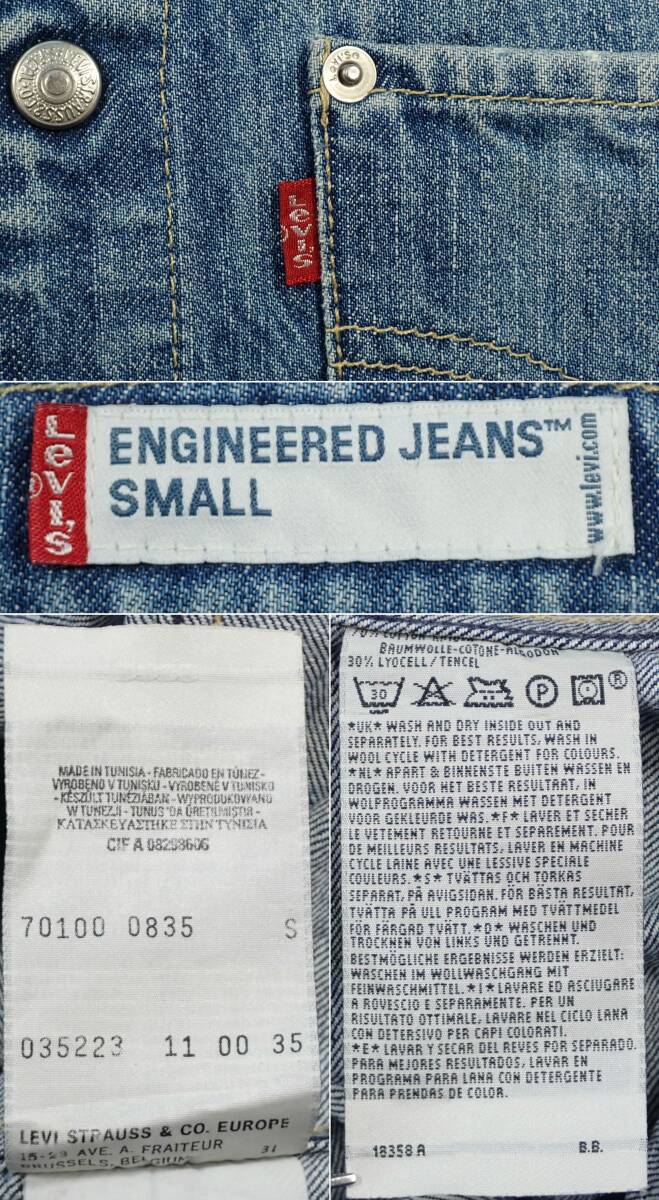 LEVI STRAUSS & CO
Levi's
LEVI'S
®
ENGINEERED JEANS™
SMALL
www.levi.com
LEVI'S
®
MADE IN TUNISIA - FABRICADO EN TÚNEZ -
VYROBENO V TUNISKU - VYROBENÉ V TUNISKU
- KÉSZÜLT TUNÉZIÁBAN - WYPRODUKOWANO
W TUNEZJI - TUNUS 'DA ÜRETİLMİŞTİR -
ΚΑΤΑΣΚΕΥΑΣΤΗΚΕ ΣΤΗΝ ΤΥΝΗΣΙΑ
CIF A 08298606
70100 0835 S
035223 11 00 35
LEVI STRAUSS & CO. EUROPE
15-23 AVE. A. FRAITEUR 31
BRUSSELS, BELGIUM
BAUMWOLLE-COTONE-ALGODON
30% LYOCELL/TENCEL
30 P ®
*UK* WASH AND DRY INSIDE OUT AND
SEPARATELY. FOR BEST RESULTS, WASH IN
WOOL CYCLE WITH DETERGENT FOR COLOURS.
*NL* APART & BINNENSTE BUITEN WASSEN EN
DROGEN. VOOR HET BESTE RESULTAAT, IN
WOLPROGRAMMA WASSEN MET DETERGENT
VOOR GEKLEURDE WAS. *F* LAVER ET SECHER
LE VETEMENT RETOURNE ET SEPAREMENT. POUR
DE MEILLEURS RESULTATS, LAVER EN MACHINE
CYCLE LAINE AVEC UNE LESSIVE SPECIALE
COULEURS. *S* TVÄTTAS OCH TORKAS
SEPARAT, PÅ AVIGSIDAN. FÖR BÄSTA RESULTAT,
TVÄTTA PÅ ULL PROGRAM MED TVÄTTMEDEL
FÖR FÄRGAD TVÄTT. *D* WASCHEN UND
TROCKNEN VON LINKS UND GETRENNT.
BESTMÖGLICHE ERGEBNISSE WERDEN ERZIELT:
WASCHEN IM WOLLWASCHGANG MIT
FEINWASCHMITTEL. *I* LAVARE ED ASCIUGARE
A ROVESCIO E SEPARAMENTE. PER UN
RISULTATO OTTIMALE, LAVARE NEL CICLO LANA
CON DETERSIVO PER CAPI COLORATI.
*E* LAVAR Y SECAR DEL REVES POR SEPARADO.
PARA MEJORES RESULTADOS, LAVAR EN
PROGRAMA PARA LANA CON DETERGENTE
PARA PRENDAS DE COLOR.
18358 A B.B.